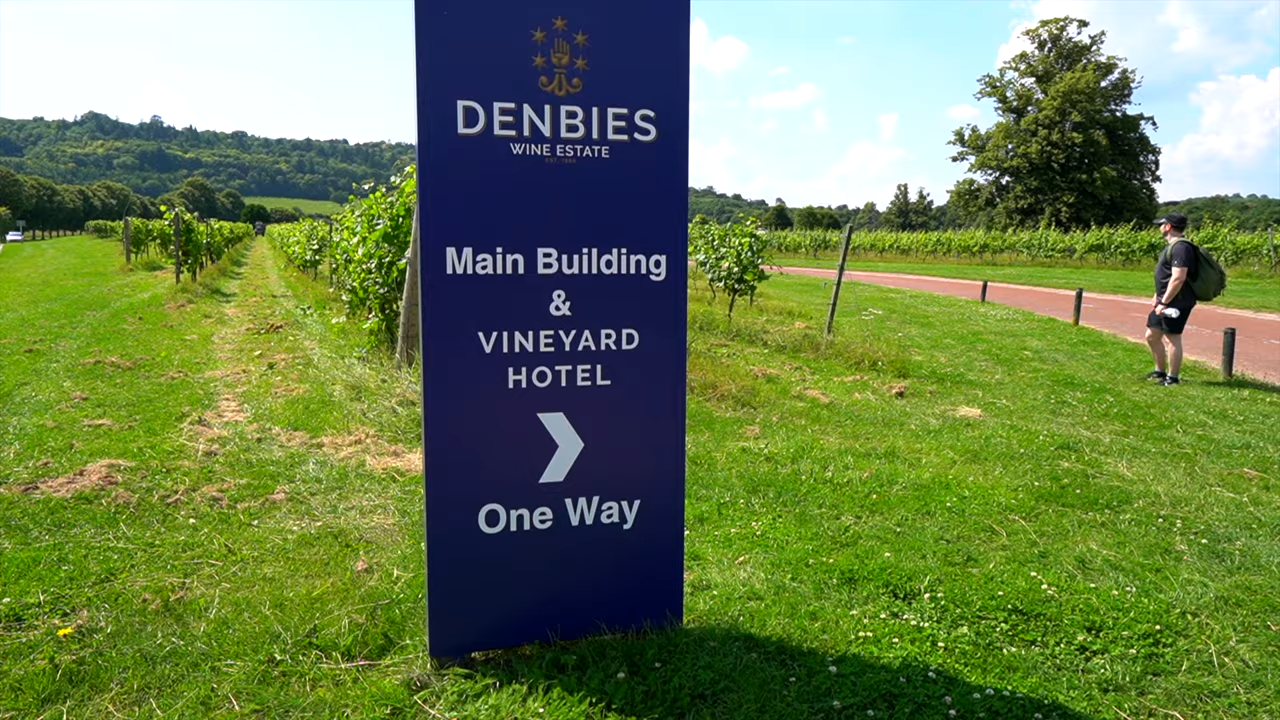 DENBIES
WINE ESTATE
Main Building
&
VINEYARD
HOTEL
One Way